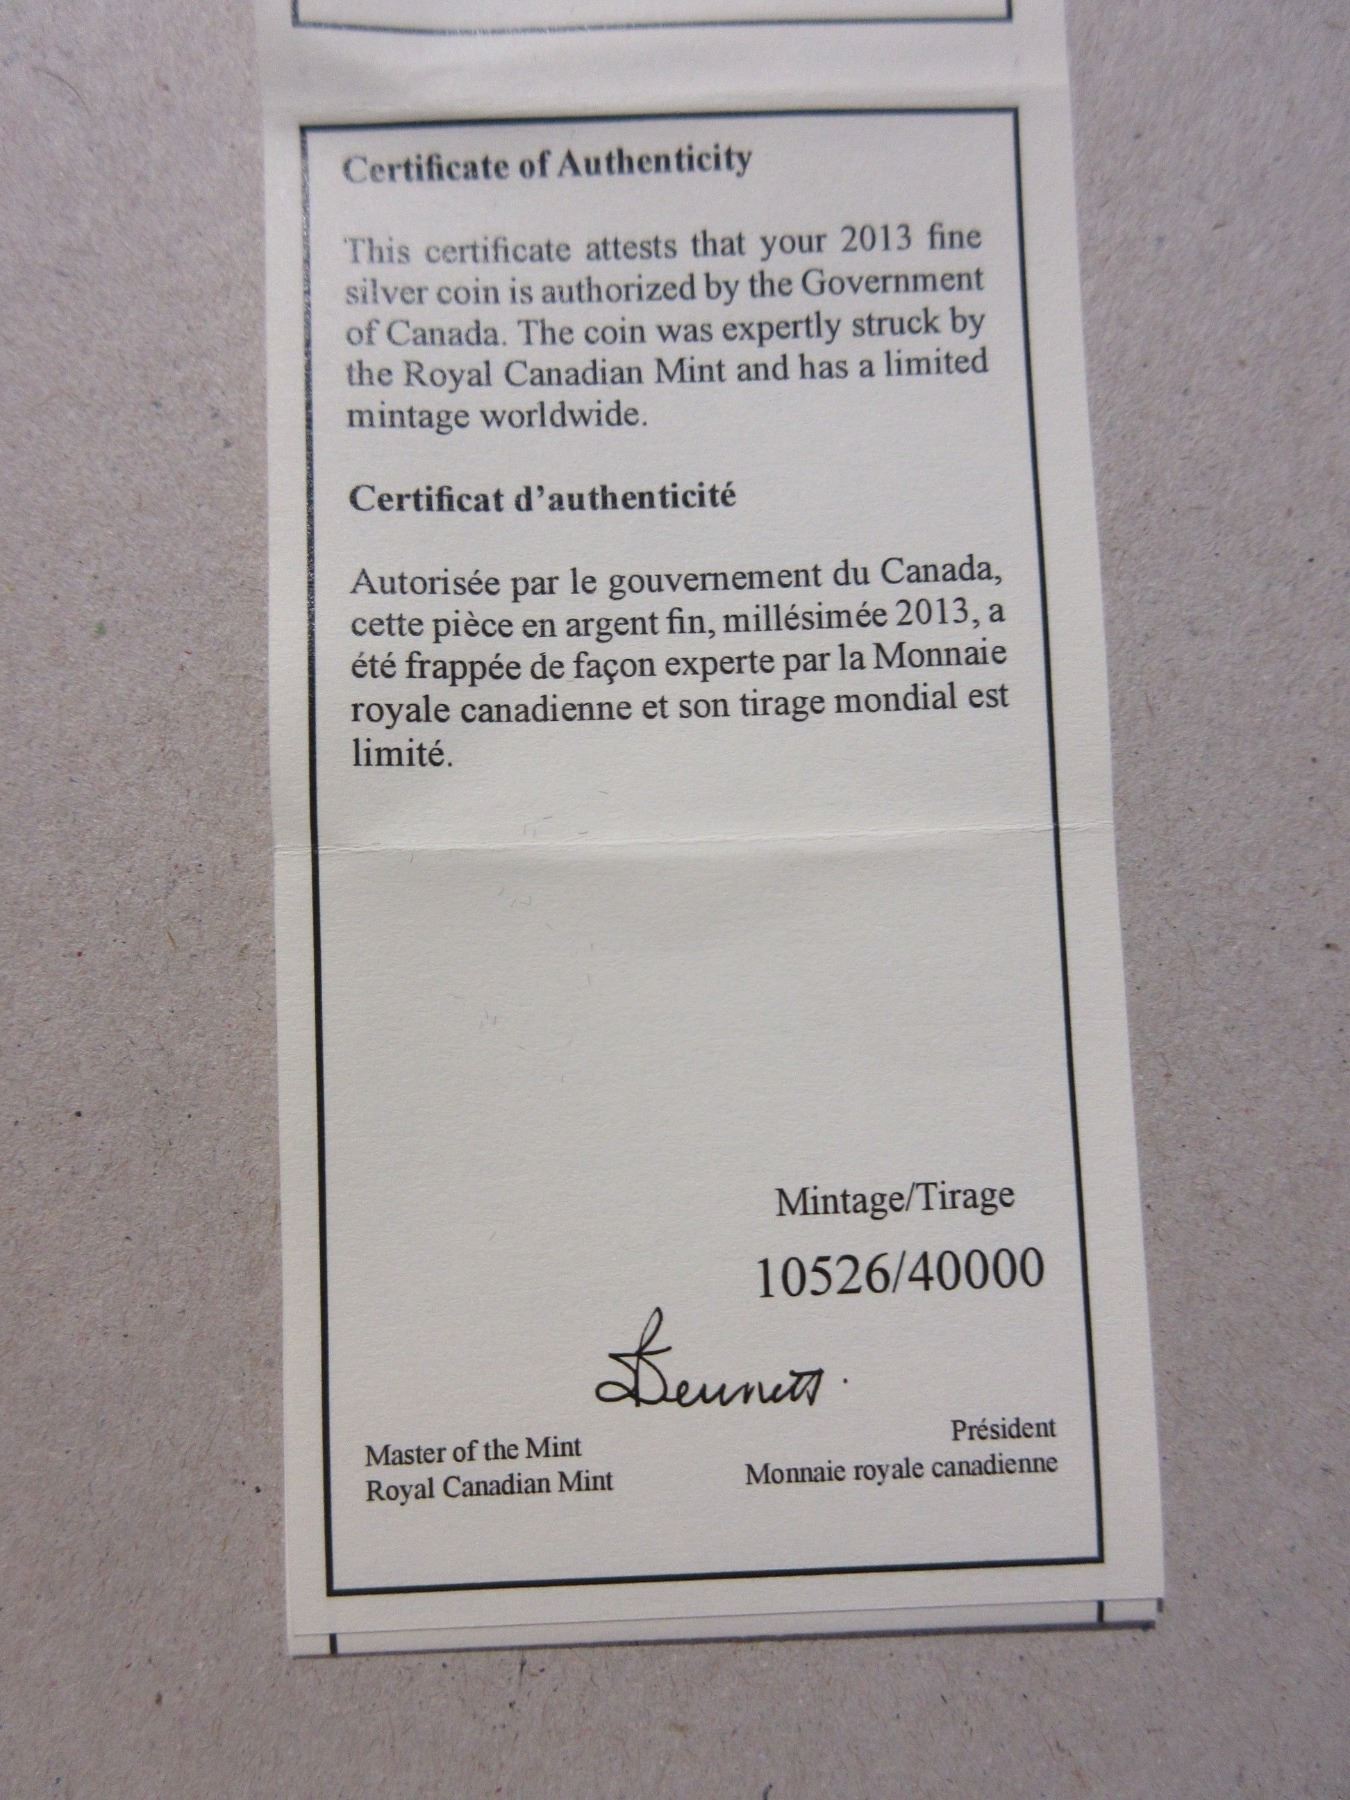 Certificate of Authenticity
This certificate attests that your 2013 fine
silver coin is authorized by the Government
of Canada. The coin was expertly struck by
the Royal Canadian Mint and has a limited
mintage worldwide.
Certificat d’authenticité
Autorisée par le gouvernement du Canada,
cette pièce en argent fin, millésimée 2013, a
été frappée de façon experte par la Monnaie
royale canadienne et son tirage mondial est
limité.
Mintage/Tirage
10526/40000
Bennett
Master of the Mint
Royal Canadian Mint
Président
Monnaie royale canadienne